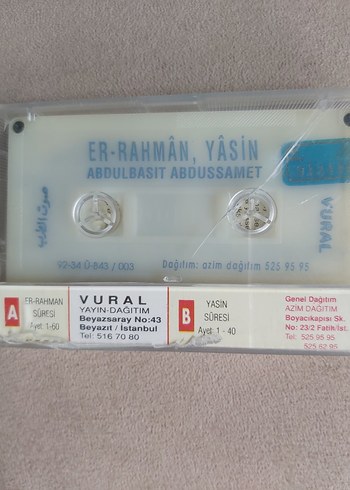 ER-RAHMÂN, YÂSİN
ABDULBASIT ABDUSSAMET
VURAL
92-34 Ü-843 / 003
Dağıtım: azim dağıtım 525 95 95
A
ER-RAHMAN
SÛRESİ
Ayet: 1-60
VURAL
YAYIN-DAĞITIM
Beyazsaray No:43
Beyazıt / İstanbul
Tel: 516 70 80
B
YASİN
SÛRESİ
Ayet: 1 - 40
Genel Dağıtım
AZİM DAĞITIM
Boyacıkapısı Sk.
No: 23/2 Fatih/İst.
Tel: 525 95 95
525 62 85